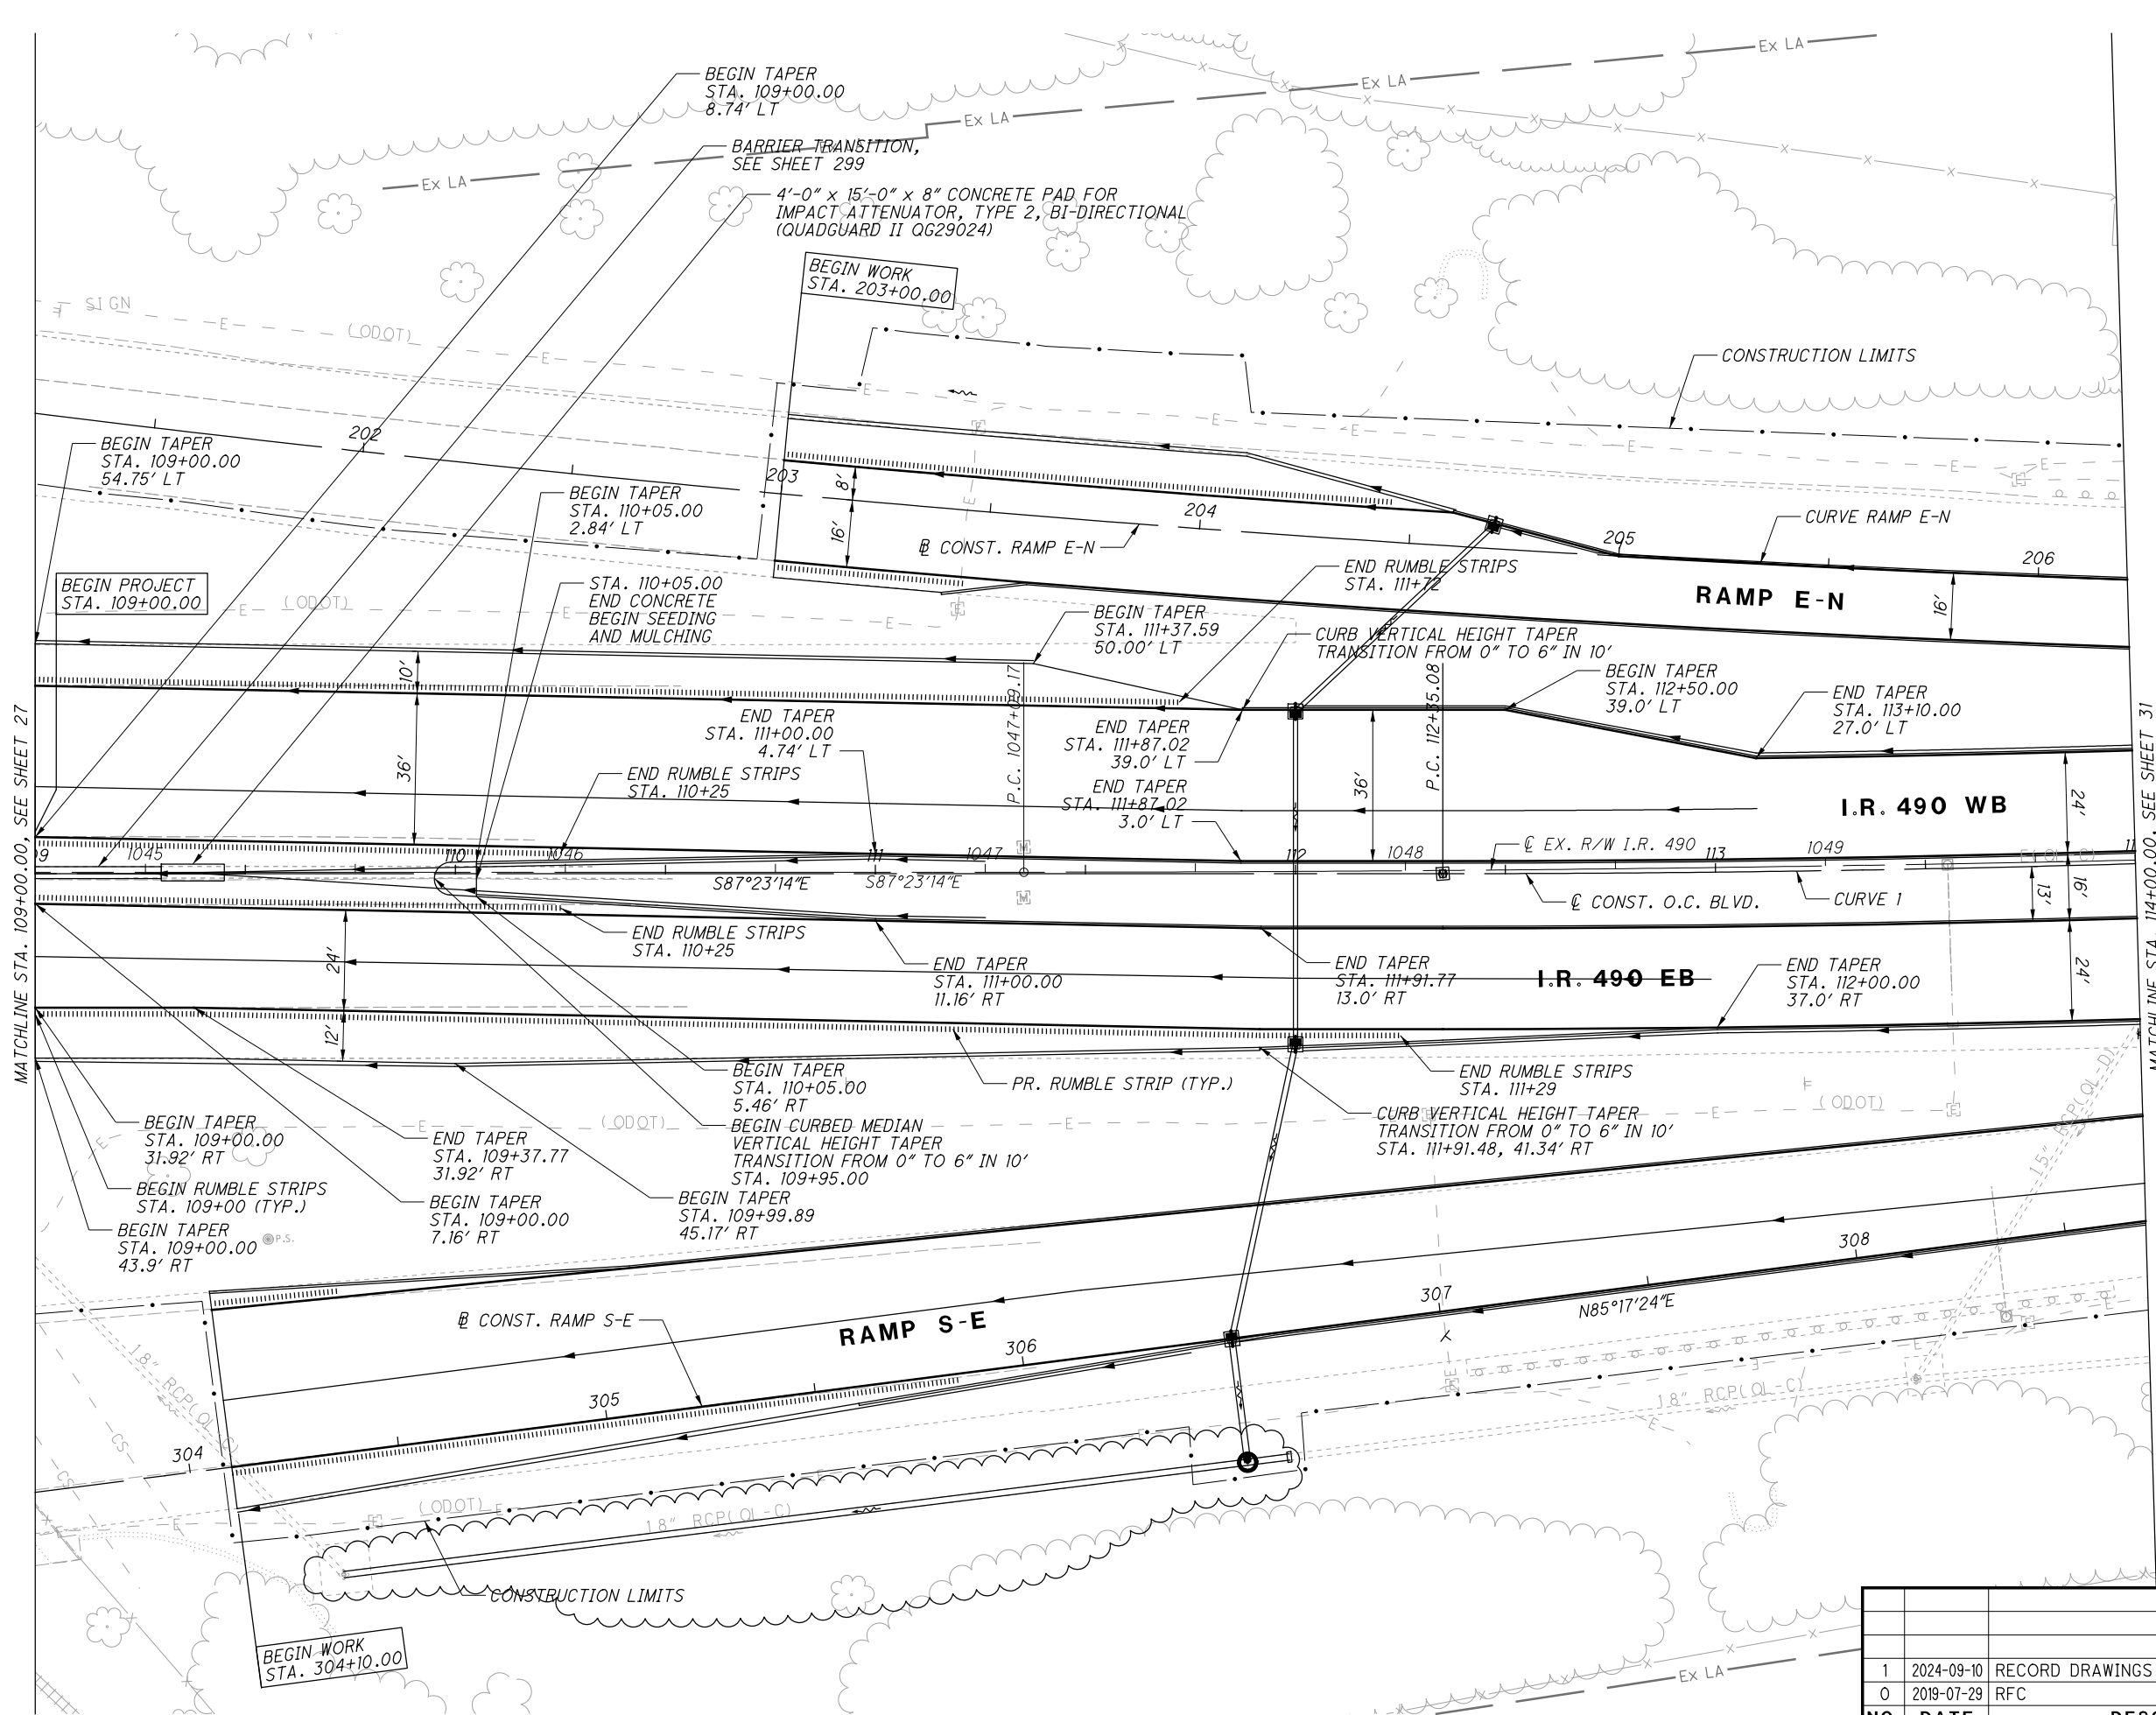 Ex LA
Ex LA
Ex LA
Ex LA
BEGIN TAPER
STA. 109+00.00
8.74' LT
BARRIER TRANSITION,
SEE SHEET 299
4'-0" x 15'-0" x 8" CONCRETE PAD FOR
IMPACT ATTENUATOR, TYPE 2, BI-DIRECTIONAL
(QUADGUARD II QG29024)
BEGIN WORK
STA. 203+00.00
SIGN
(ODOT)
CONSTRUCTION LIMITS
202
203
204
205
206
BEGIN TAPER
STA. 109+00.00
54.75' LT
BEGIN TAPER
STA. 110+05.00
2.84' LT
8'
16'
℄ CONST. RAMP E-N
CURVE RAMP E-N
RAMP E-N
16'
END RUMBLE STRIPS
STA. 111+72
BEGIN PROJECT
STA. 109+00.00
(ODOT)
STA. 110+05.00
END CONCRETE
BEGIN SEEDING
AND MULCHING
BEGIN TAPER
STA. 111+37.59
50.00' LT
CURB VERTICAL HEIGHT TAPER
TRANSITION FROM 0" TO 6" IN 10'
BEGIN TAPER
STA. 112+50.00
39.0' LT
END TAPER
STA. 113+10.00
27.0' LT
10'
36'
END TAPER
STA. 111+00.00
4.74' LT
P.C. 1047+09.17
END TAPER
STA. 111+87.02
39.0' LT
END TAPER
STA. 111+87.02
3.0' LT
36'
P.C. 112+35.08
END RUMBLE STRIPS
STA. 110+25
I.R. 490 WB
24'
MATCHLINE STA. 109+00.00, SEE SHEET 27
MATCHLINE STA. 114+00.00, SEE SHEET 31
1045
110
1046
111
1047
112
1048
113
1049
℄ EX. R/W I.R. 490
S87°23'14"E
S87°23'14"E
℄ CONST. O.C. BLVD.
CURVE 1
13'
16'
END RUMBLE STRIPS
STA. 110+25
24'
12'
END TAPER
STA. 111+00.00
11.16' RT
END TAPER
STA. 111+91.77
13.0' RT
I.R. 490 EB
END TAPER
STA. 112+00.00
37.0' RT
24'
BEGIN TAPER
STA. 110+05.00
5.46' RT
PR. RUMBLE STRIP (TYP.)
END RUMBLE STRIPS
STA. 111+29
BEGIN TAPER
STA. 109+00.00
31.92' RT
END TAPER
STA. 109+37.77
31.92' RT
(ODOT)
BEGIN CURBED MEDIAN
VERTICAL HEIGHT TAPER
TRANSITION FROM 0" TO 6" IN 10'
STA. 109+95.00
CURB VERTICAL HEIGHT TAPER
TRANSITION FROM 0" TO 6" IN 10'
STA. 111+91.48, 41.34' RT
(ODOT)
15" RCP(QL-D)
BEGIN RUMBLE STRIPS
STA. 109+00 (TYP.)
BEGIN TAPER
STA. 109+00.00
7.16' RT
BEGIN TAPER
STA. 109+99.89
45.17' RT
BEGIN TAPER
STA. 109+00.00
43.9' RT
P.S.
℄ CONST. RAMP S-E
RAMP S-E
304
305
306
307
308
N85°17'24"E
18" RCP(QL-C)
18" RCP(QL-C)
18" RCP(QL-C)
CS
CS
(ODOT)
CONSTRUCTION LIMITS
BEGIN WORK
STA. 304+10.00
Ex LA
1 2024-09-10 RECORD DRAWINGS
0 2019-07-29 RFC